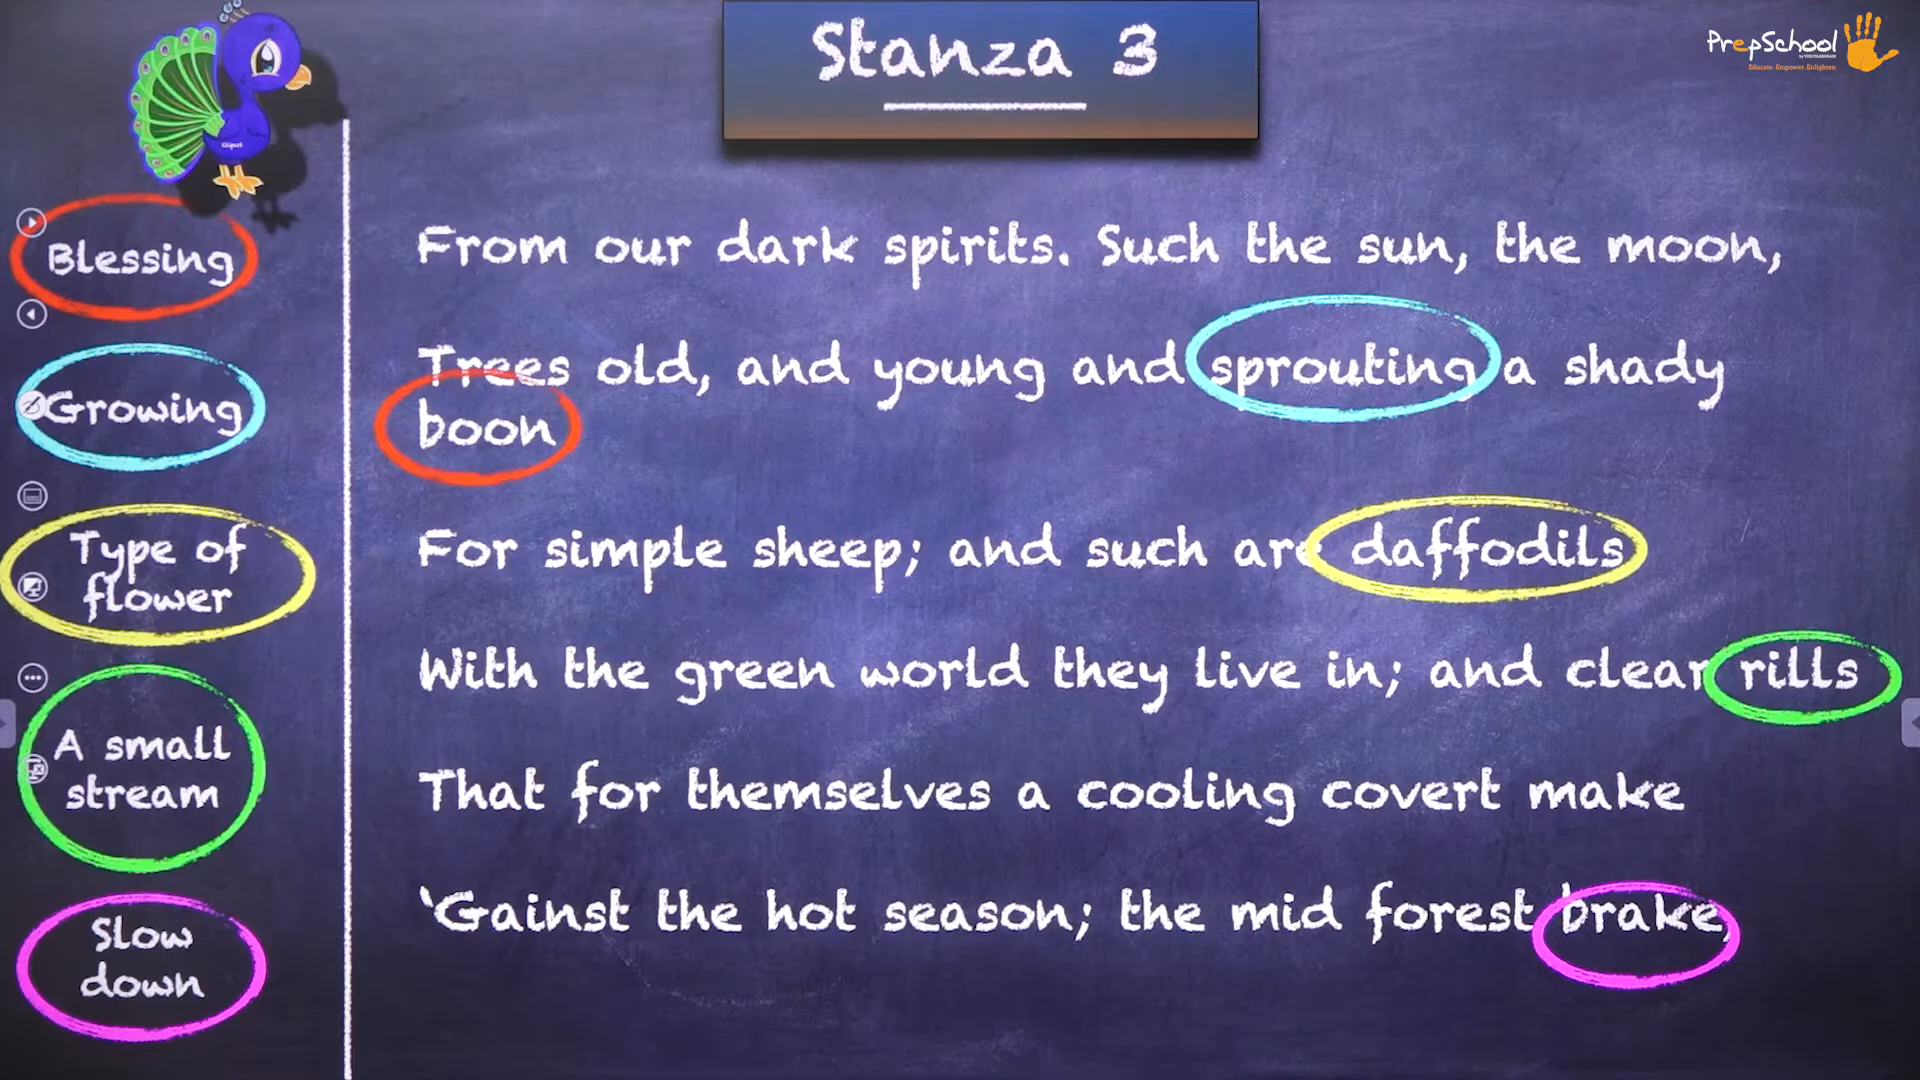 Stanza 3
PrepSchool
Educate. Empower. Enlighten
Blessing
Growing
Type of
flower
A small
stream
Slow
down
From our dark spirits. Such the sun, the moon,
Trees old, and young and sprouting a shady
boon
For simple sheep; and such are daffodils
With the green world they live in; and clear rills
That for themselves a cooling covert make
‘Gainst the hot season; the mid forest brake,